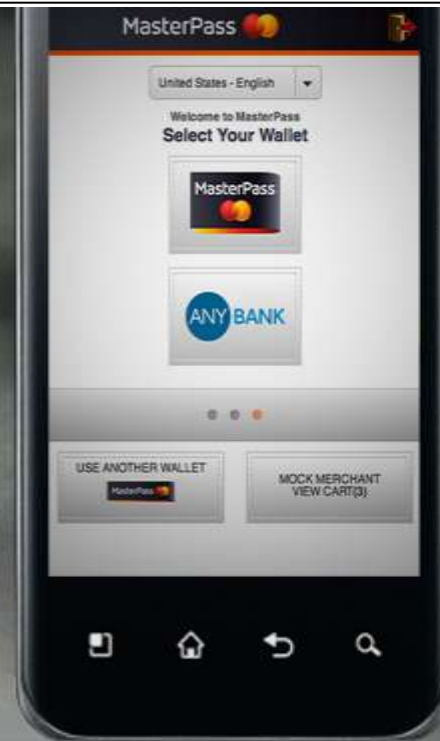 MasterPass
United States - English
Welcome to MasterPass
Select Your Wallet
MasterPass
ANY BANK
USE ANOTHER WALLET
MasterPass
MOCK MERCHANT
VIEW CART(3)